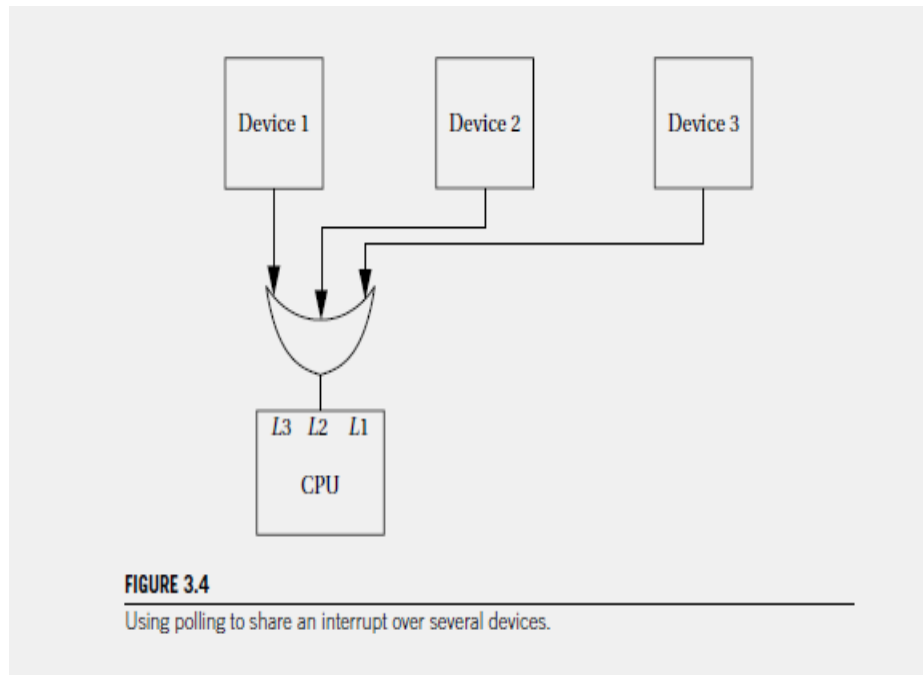 Device 1
Device 2
Device 3
L3 L2 L1
CPU
FIGURE 3.4
Using polling to share an interrupt over several devices.